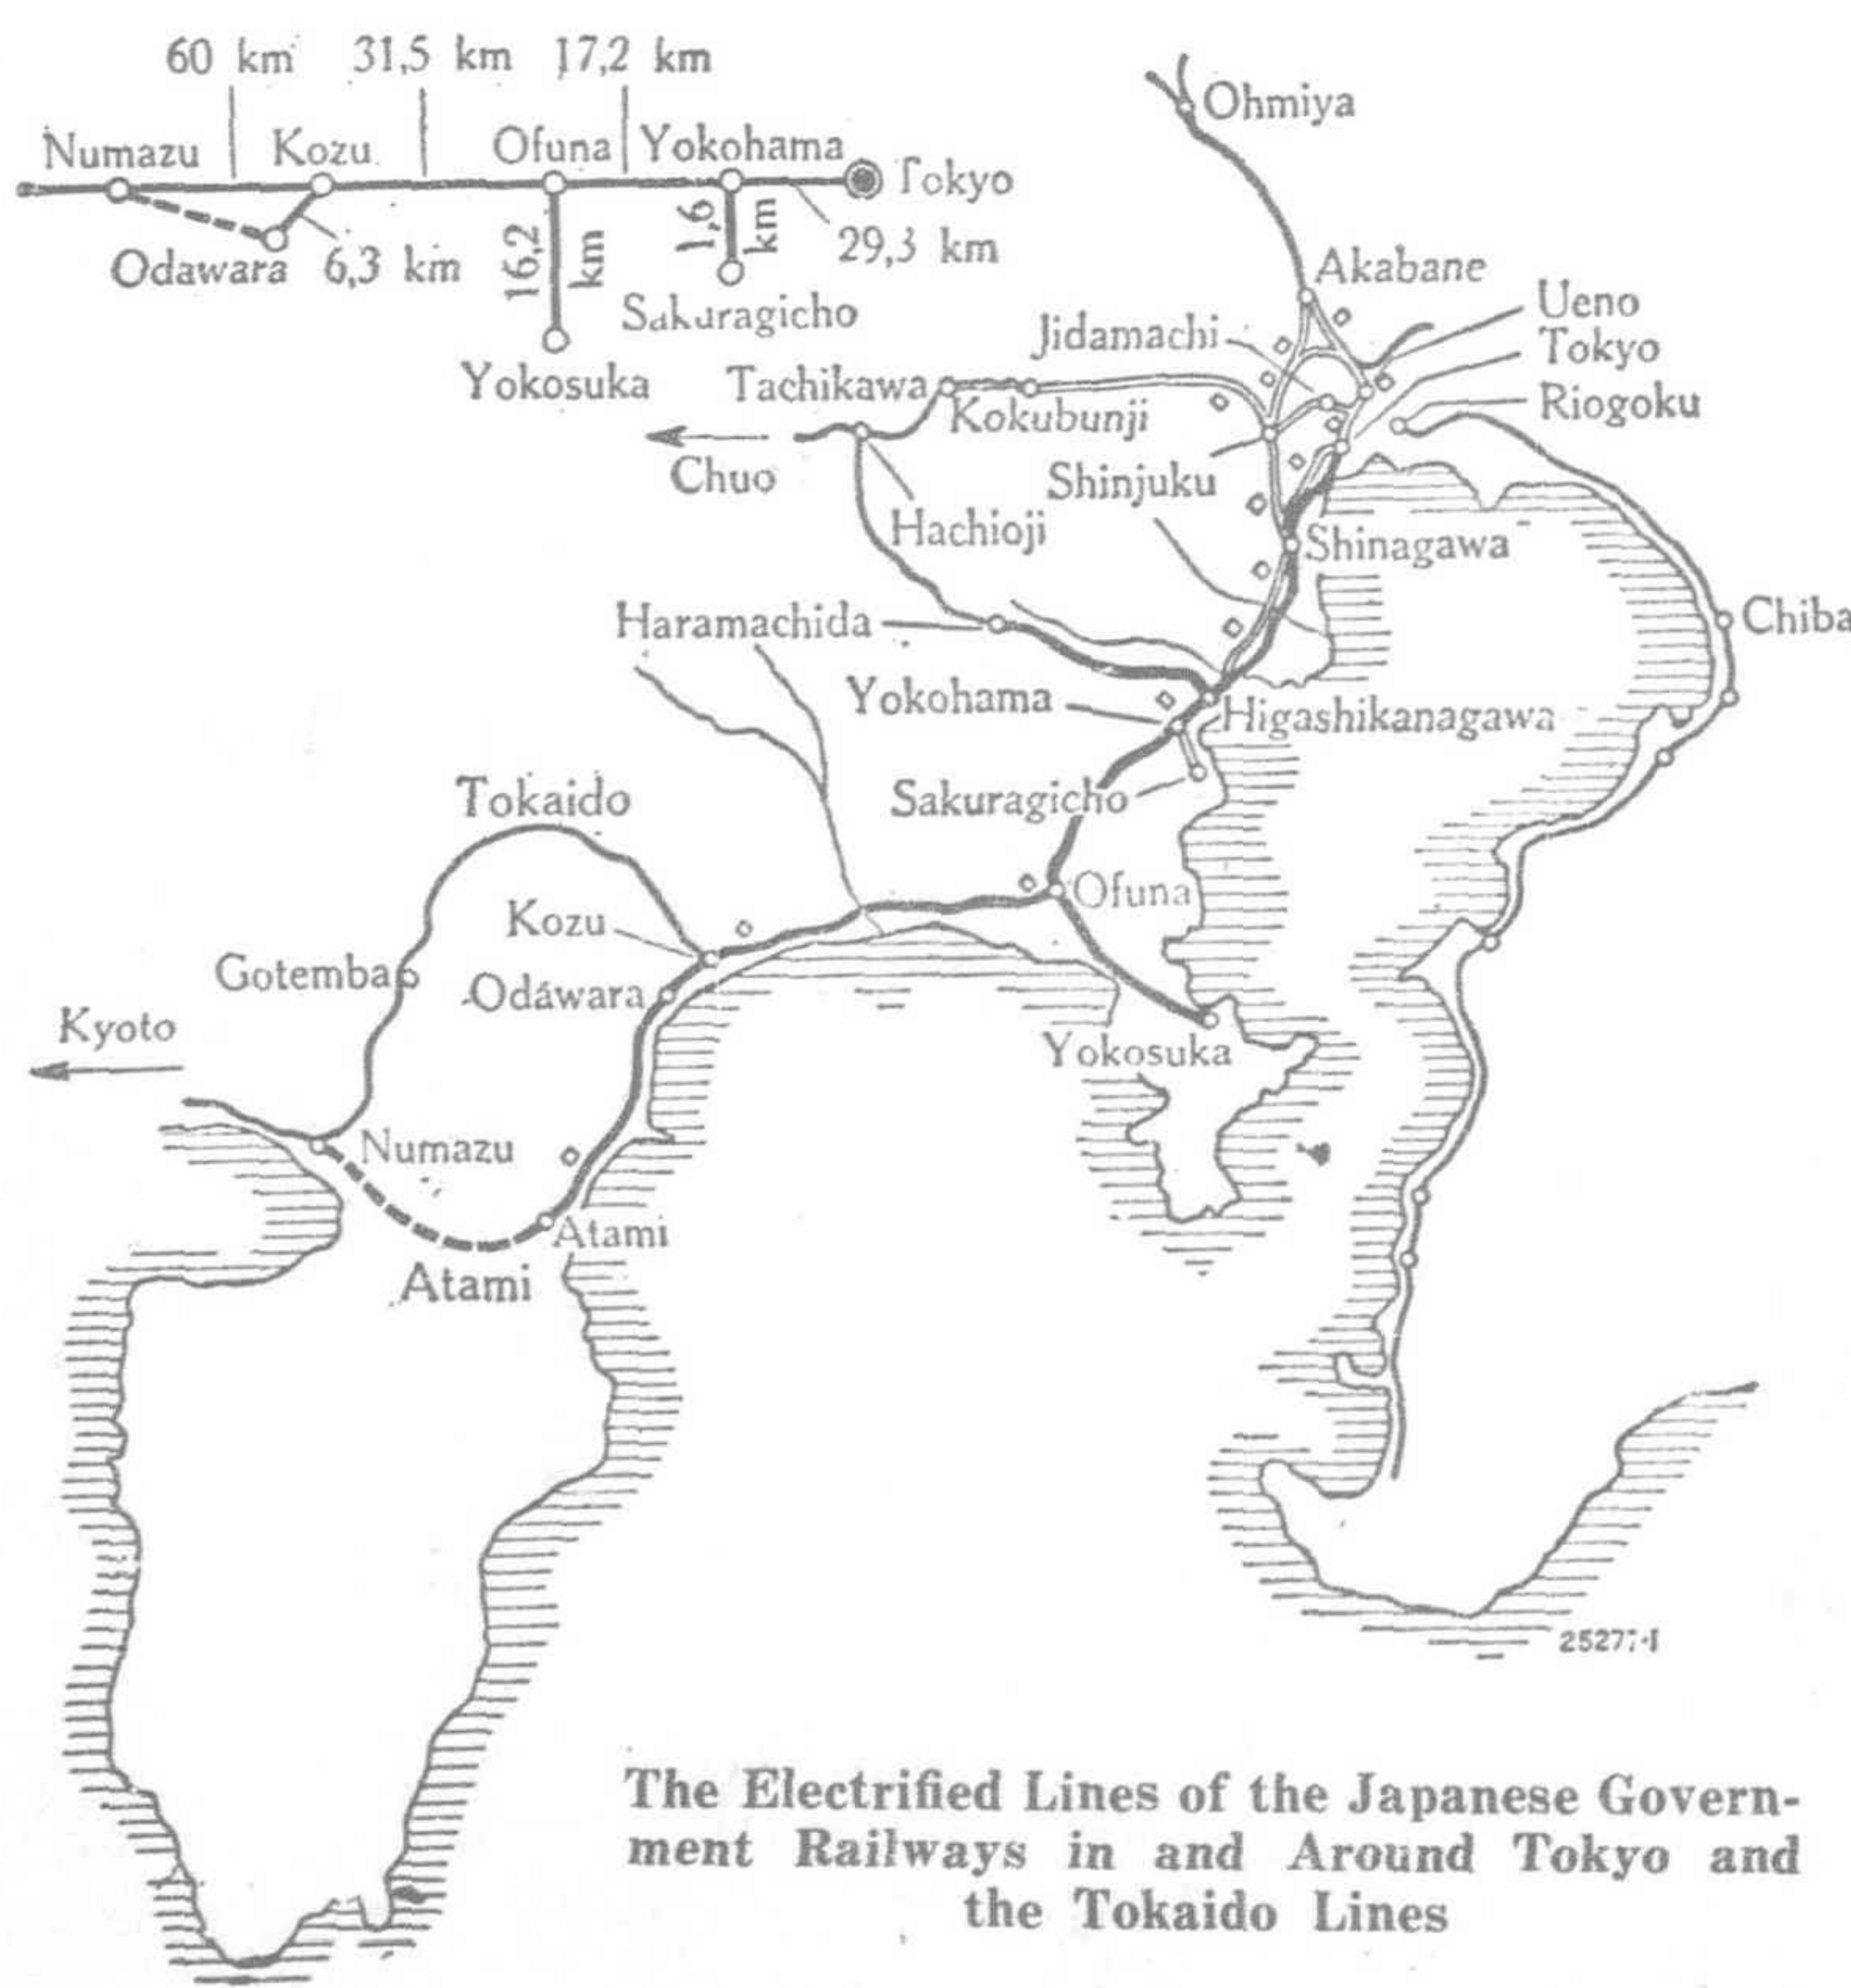 60 km 31,5 km 17,2 km
Numazu Kozu Ofuna Yokohama
Tokyo
Odawara 6,3 km 16,2 km 1,6 km 29,3 km
Sakuragicho
Yokosuka
Ohmiya
Akabane
Ueno
Jidamachi
Tokyo
Tachikawa
Riogoku
Kokubunji
Chuo
Shinjuku
Hachioji
Shinagawa
Haramachida
Chiba
Yokohama
Higashikanagawa
Tokaido
Sakuragicho
Ofuna
Kozu
Gotemba
Odáwara
Kyoto
Yokosuka
Numazu
Atami
Atami
The Electrified Lines of the Japanese Govern-
ment Railways in and Around Tokyo and
the Tokaido Lines